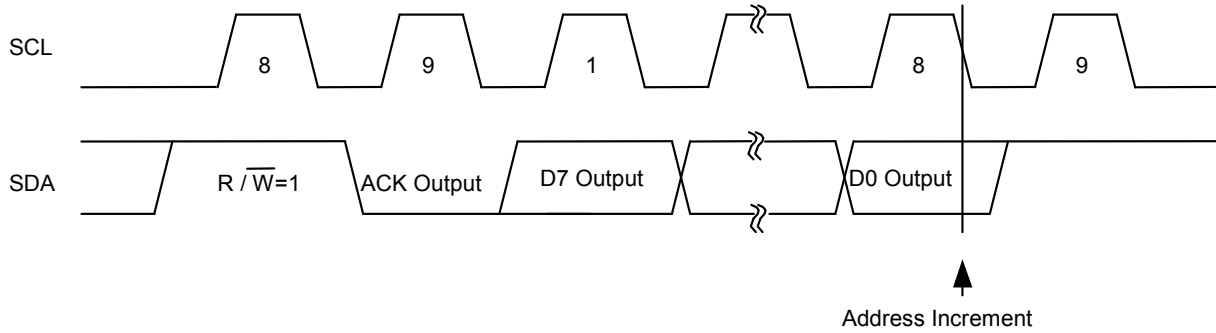 SCL
8
9
1
8
9
SDA
R / W=1
ACK Output
D7 Output
D0 Output
Address Increment